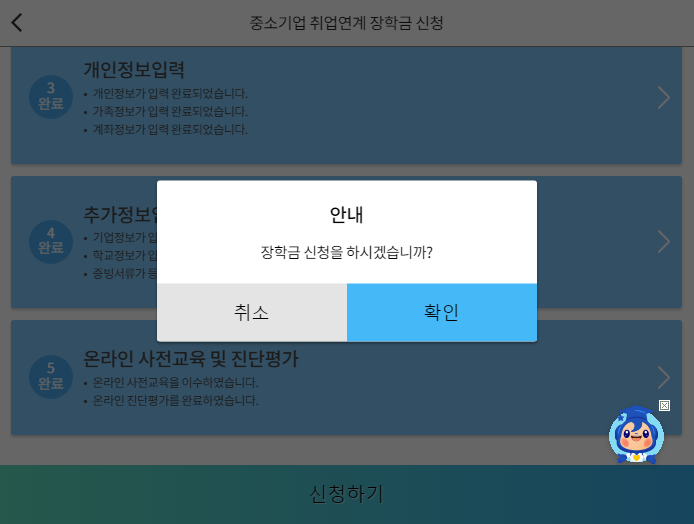 중소기업 취업연계 장학금 신청
3
완료
개인정보입력
• 개인정보가 입력 완료되었습니다.
• 가족정보가 입력 완료되었습니다.
• 계좌정보가 입력 완료되었습니다.
4
완료
추가정보
• 기업정보가 입
• 학교정보가 입
• 증빙서류가 등
안내
장학금 신청을 하시겠습니까?
취소
확인
5
완료
온라인 사전교육 및 진단평가
• 온라인 사전교육을 이수하였습니다.
• 온라인 진단평가를 완료하였습니다.
신청하기